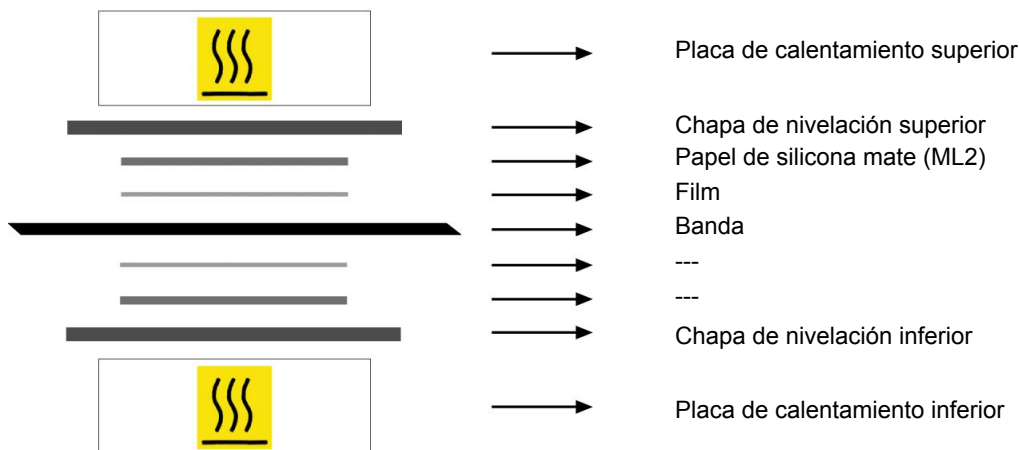 Placa de calentamiento superior
Chapa de nivelación superior
Papel de silicona mate (ML2)
Film
Banda
---
---
Chapa de nivelación inferior
Placa de calentamiento inferior